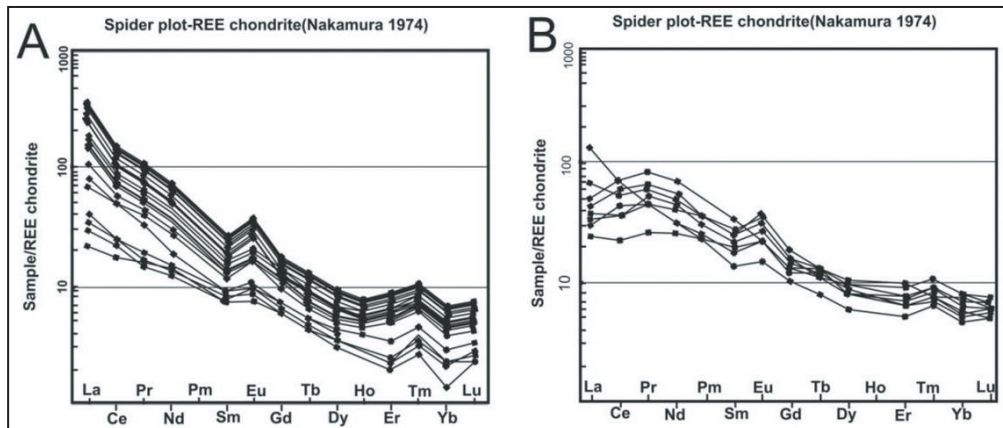 A
Spider plot-REE chondrite(Nakamura 1974)
Sample/REE chondrite
1000
100
10
La Pr Pm Eu Tb Ho Tm Lu
Ce Nd Sm Gd Dy Er Yb
B
Spider plot-REE chondrite(Nakamura 1974)
Sample/REE chondrite
1000
100
10
La Pr Pm Eu Tb Ho Tm Lu
Ce Nd Sm Gd Dy Er Yb